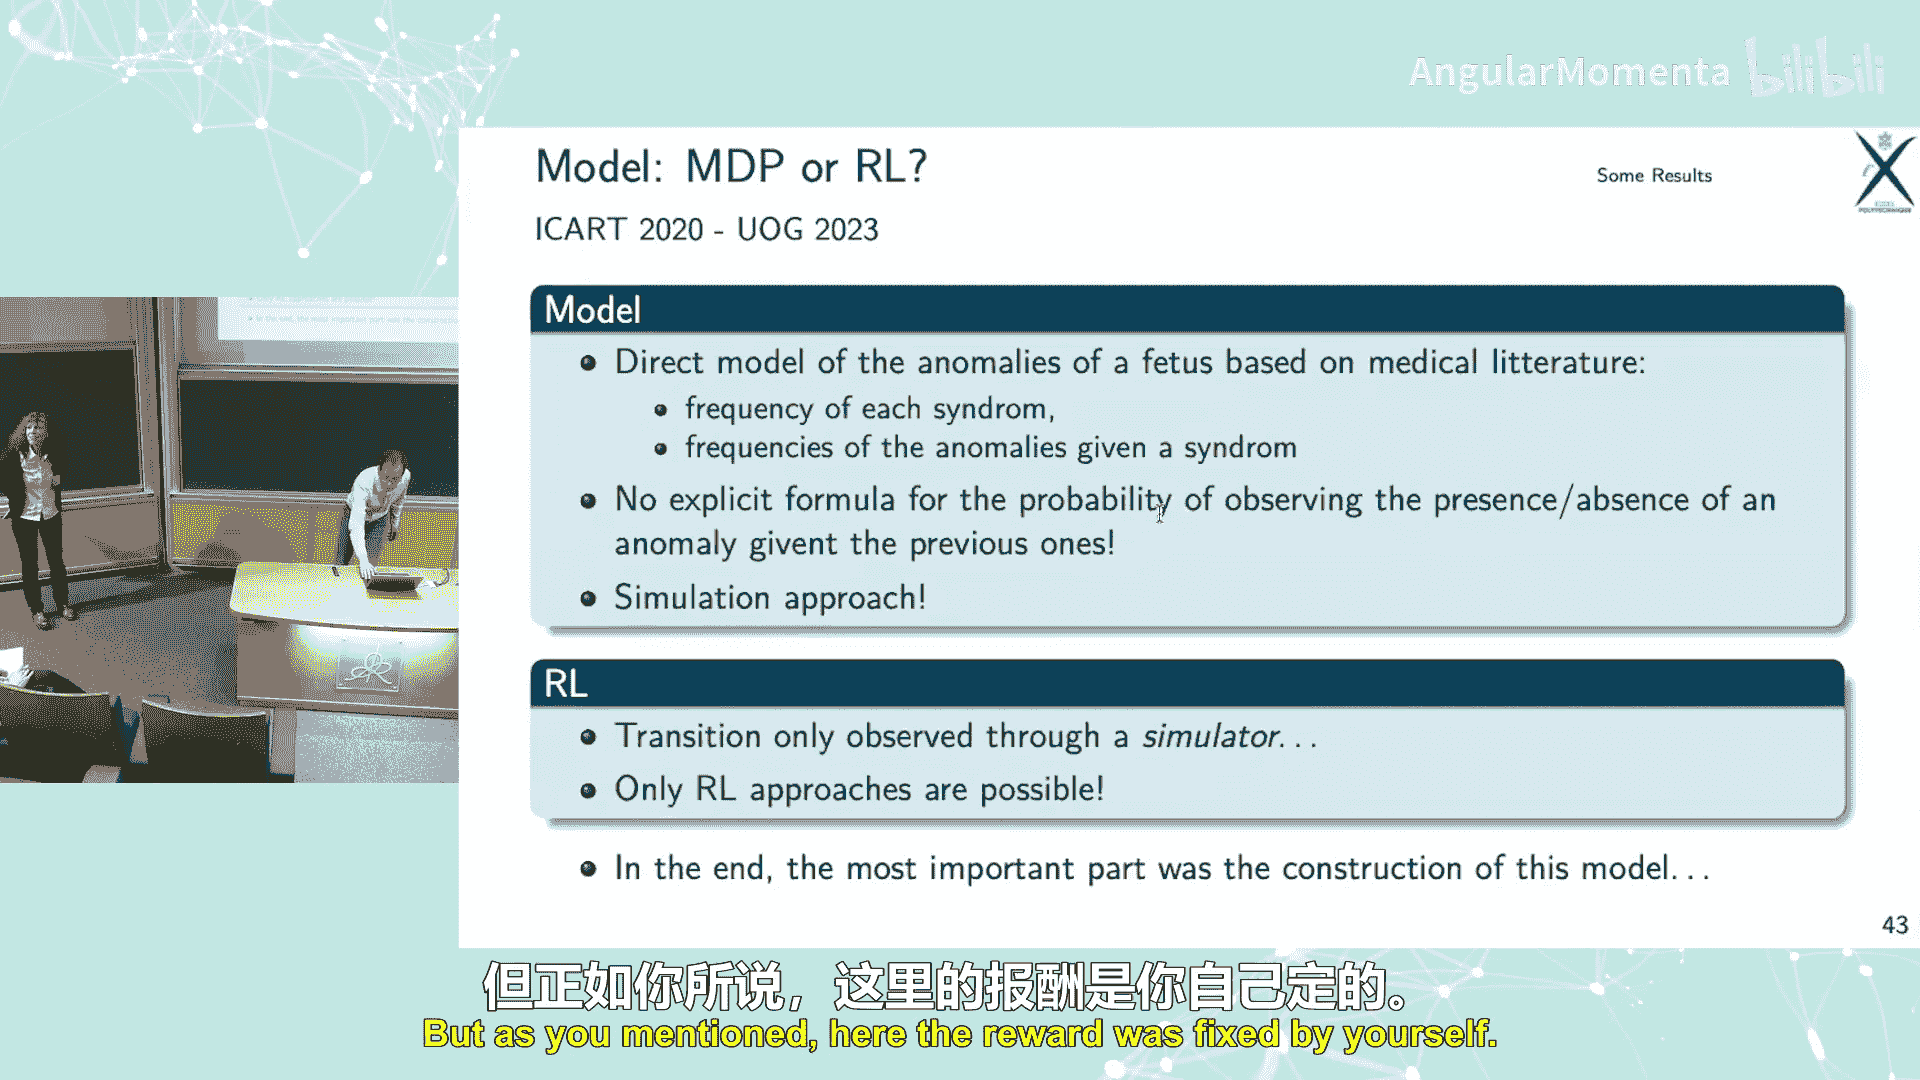 AngularMomenta bilibili
Model: MDP or RL?
Some Results
ICART 2020 - UOG 2023
Model
Direct model of the anomalies of a fetus based on medical litterature:
frequency of each syndrom,
frequencies of the anomalies given a syndrom
No explicit formula for the probability of observing the presence/absence of an
anomaly givent the previous ones!
Simulation approach!
RL
Transition only observed through a simulator...
Only RL approaches are possible!
In the end, the most important part was the construction of this model...
43
但正如你所说，这里的报酬是你自己定的。
But as you mentioned, here the reward was fixed by yourself.